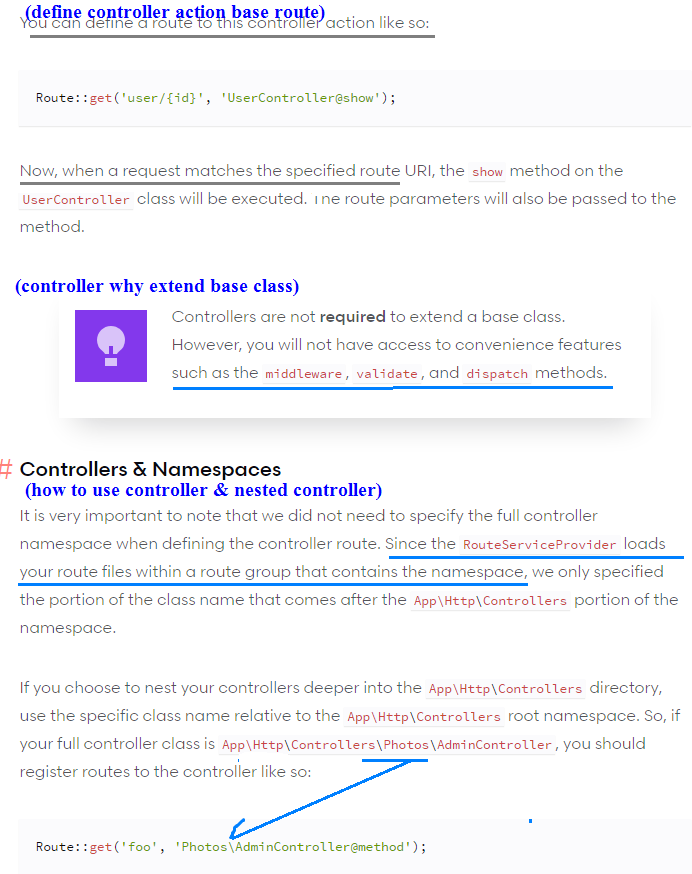 (define controller action base route)
You can define a route to this controller action like so:
Route::get('user/{id}', 'UserController@show');
Now, when a request matches the specified route URI, the show method on the
UserController class will be executed. The route parameters will also be passed to the
method.
(controller why extend base class)
Controllers are not required to extend a base class.
However, you will not have access to convenience features
such as the middleware, validate, and dispatch methods.
# Controllers & Namespaces
(how to use controller & nested controller)
It is very important to note that we did not need to specify the full controller
namespace when defining the controller route. Since the RouteServiceProvider loads
your route files within a route group that contains the namespace, we only specified
the portion of the class name that comes after the App\Http\Controllers portion of the
namespace.
If you choose to nest your controllers deeper into the App\Http\Controllers directory,
use the specific class name relative to the App\Http\Controllers root namespace. So, if
your full controller class is App\Http\Controllers\Photos\AdminController, you should
register routes to the controller like so:
Route::get('foo', 'Photos\AdminController@method');